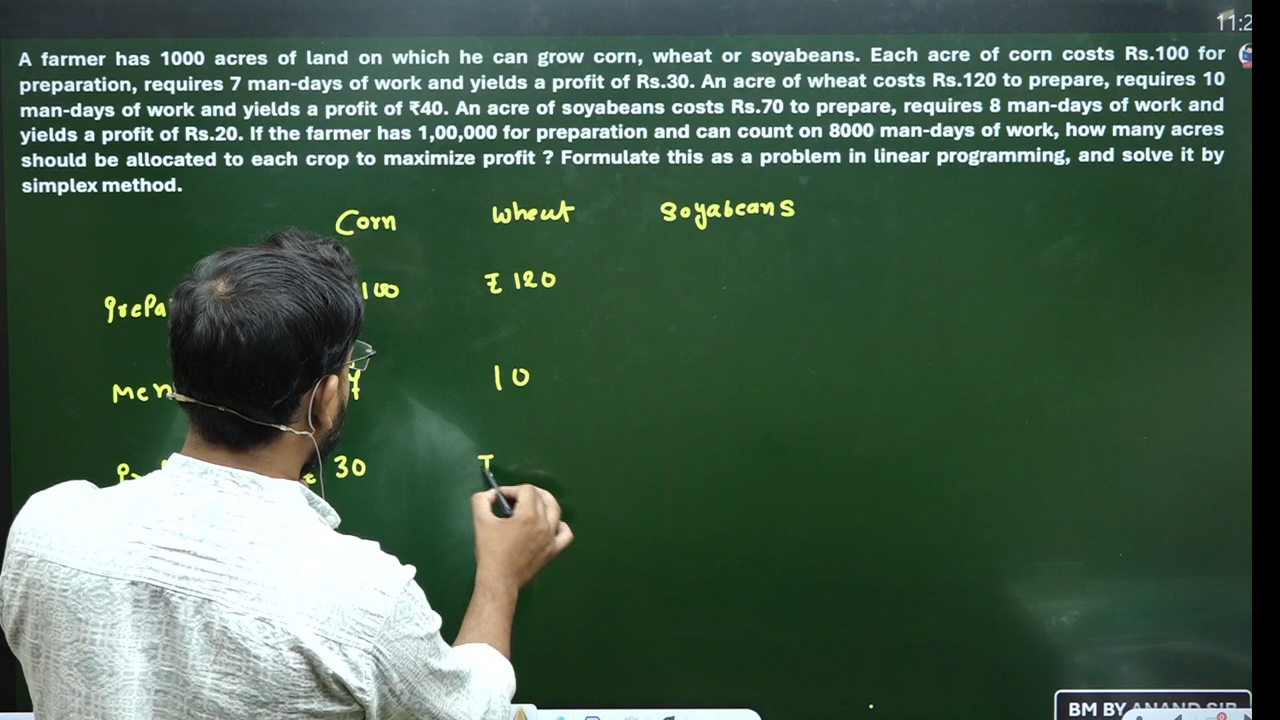 11:2
A farmer has 1000 acres of land on which he can grow corn, wheat or soyabeans. Each acre of corn costs Rs.100 for
preparation, requires 7 man-days of work and yields a profit of Rs.30. An acre of wheat costs Rs.120 to prepare, requires 10
man-days of work and yields a profit of ₹40. An acre of soyabeans costs Rs.70 to prepare, requires 8 man-days of work and
yields a profit of Rs.20. If the farmer has 1,00,000 for preparation and can count on 8000 man-days of work, how many acres
should be allocated to each crop to maximize profit ? Formulate this as a problem in linear programming, and solve it by
simplex method.
Corn Wheat Soyabeans
100 ₹ 120
7 10
30
BM BY ANAND SIR